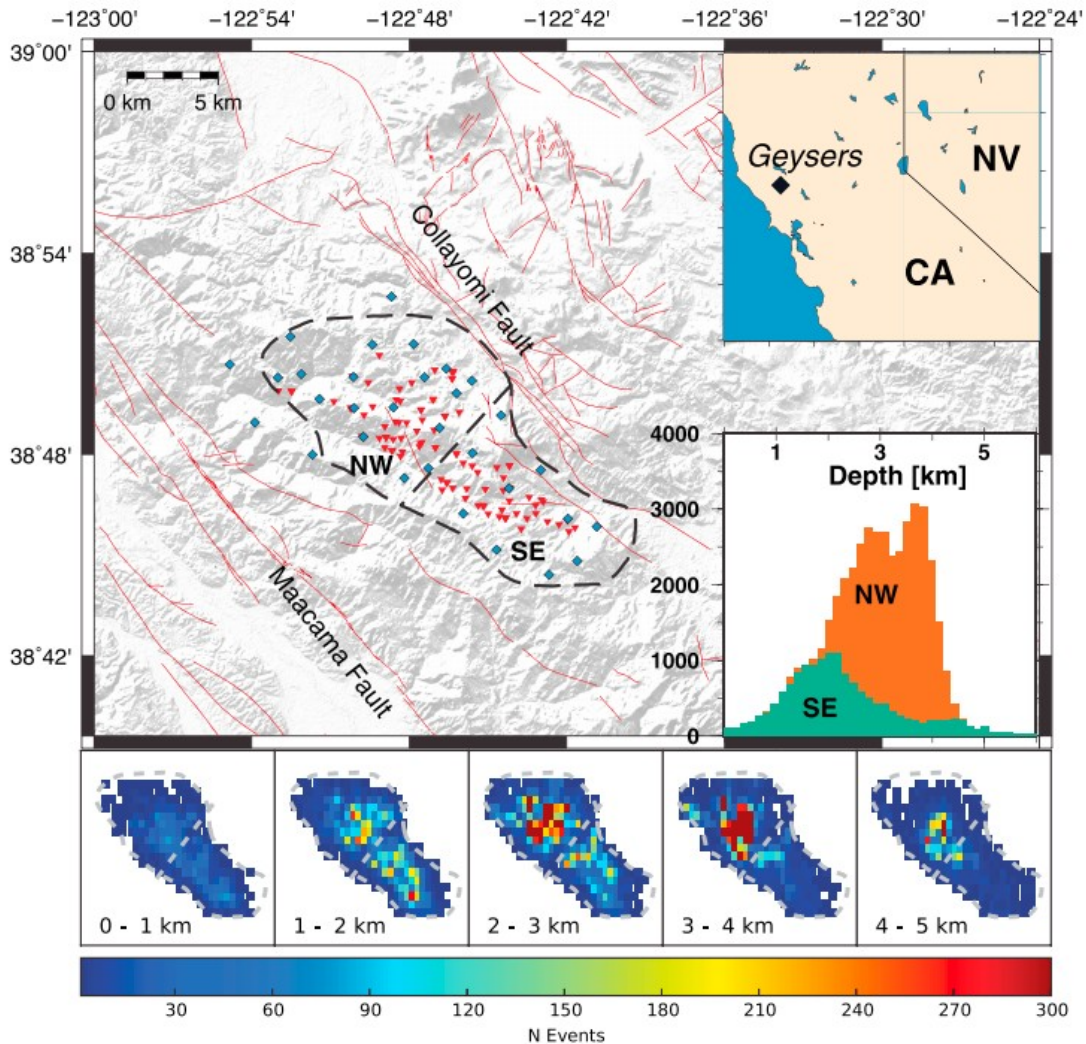 −123°00' −122°54' −122°48' −122°42' −122°36' −122°30' −122°24'
39°00'
38°54'
38°48'
38°42'
0 km 5 km
Collayomi Fault
Maacama Fault
NW
SE
Geysers
NV
CA
4000
3000
2000
1000
0
1 3 5
Depth [km]
NW
SE
0 - 1 km
1 - 2 km
2 - 3 km
3 - 4 km
4 - 5 km
30 60 90 120 150 180 210 240 270 300
N Events